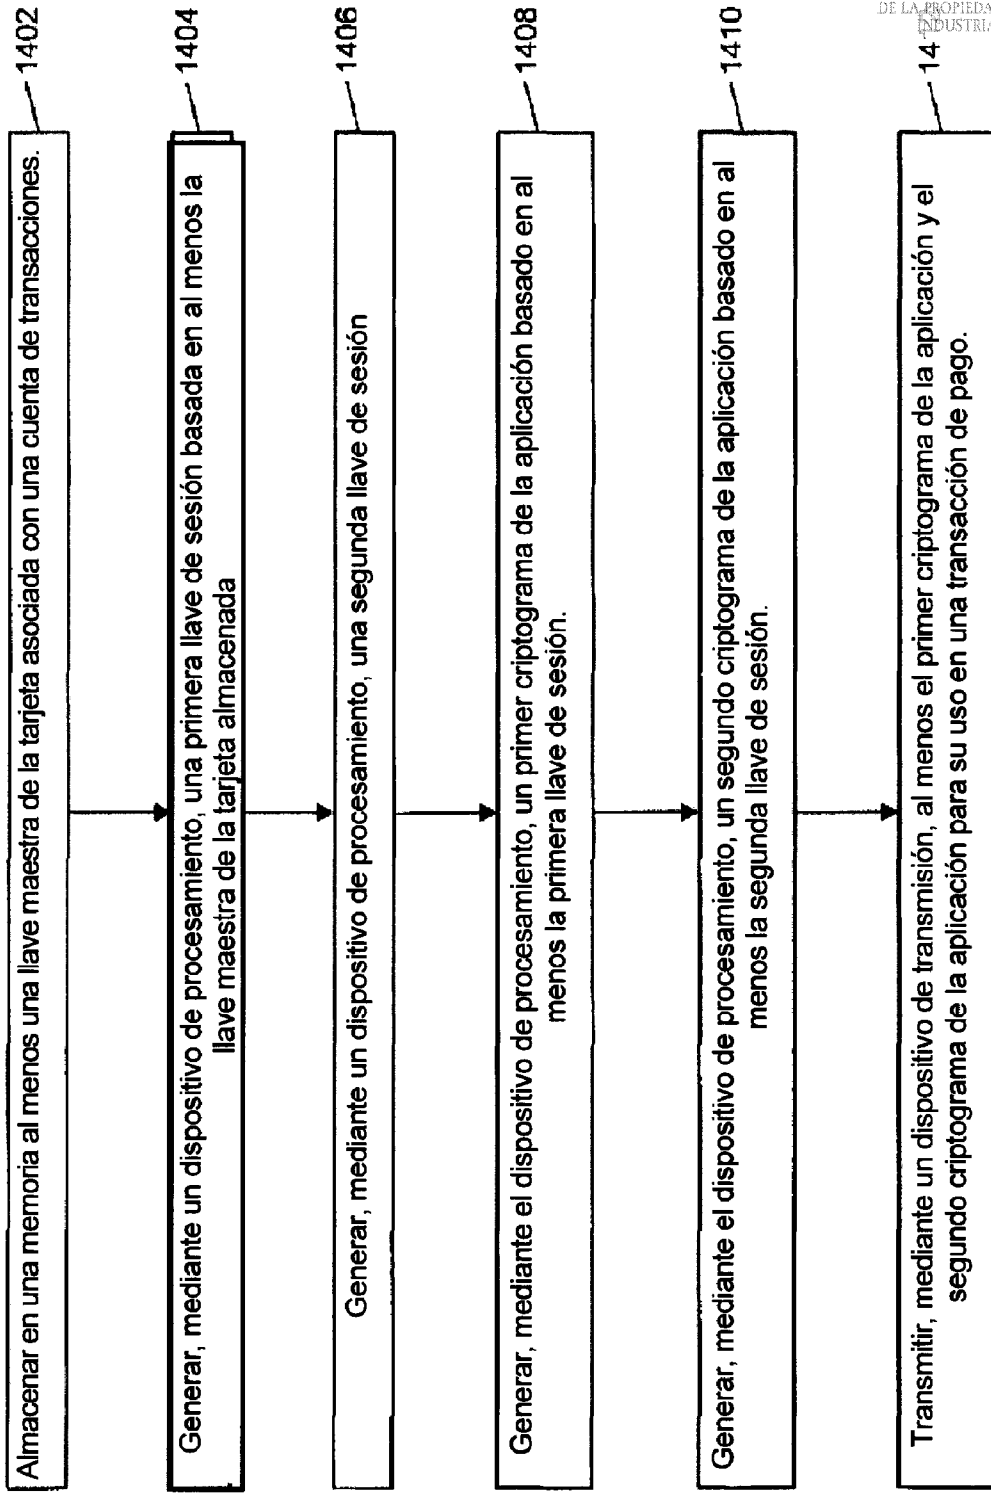 DE LA PROPIEDA
INDUSTRIA
Almacenar en una memoria al menos una llave maestra de la tarjeta asociada con una cuenta de transacciones.
1402
Generar, mediante un dispositivo de procesamiento, una primera llave de sesión basada en al menos la
llave maestra de la tarjeta almacenada
1404
Generar, mediante un dispositivo de procesamiento, una segunda llave de sesión
1406
Generar, mediante el dispositivo de procesamiento, un primer criptograma de la aplicación basado en al
menos la primera llave de sesión.
1408
Generar, mediante el dispositivo de procesamiento, un segundo criptograma de la aplicación basado en al
menos la segunda llave de sesión.
1410
Transmitir, mediante un dispositivo de transmisión, al menos el primer criptograma de la aplicación y el
segundo criptograma de la aplicación para su uso en una transacción de pago.
14